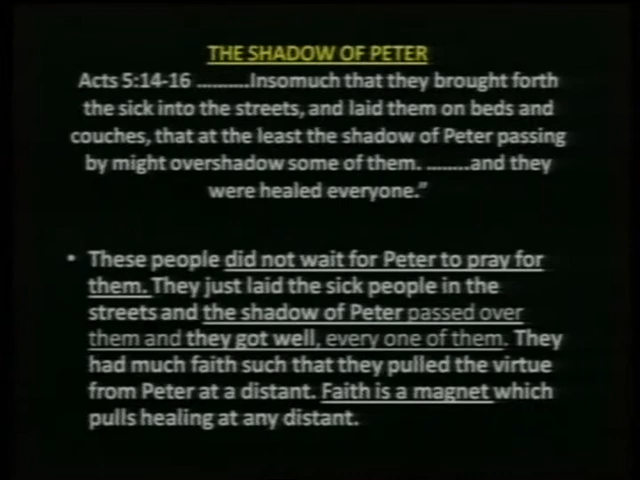 THE SHADOW OF PETER
Acts 5:14-16 ..........Insomuch that they brought forth
the sick into the streets, and laid them on beds and
couches, that at the least the shadow of Peter passing
by might overshadow some of them. ........and they
were healed everyone.”
• These people did not wait for Peter to pray for
them. They just laid the sick people in the
streets and the shadow of Peter passed over
them and they got well, every one of them. They
had much faith such that they pulled the virtue
from Peter at a distant. Faith is a magnet which
pulls healing at any distant.